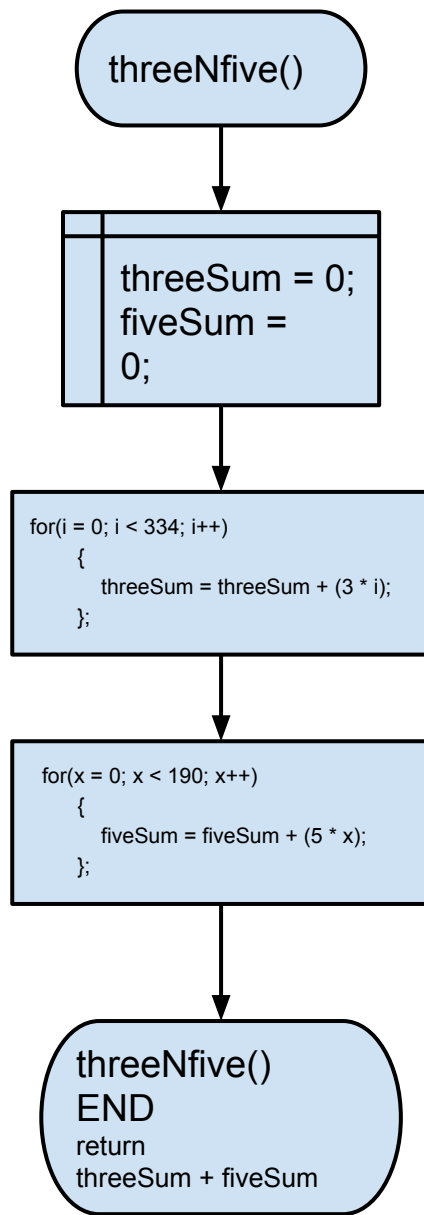 threeNfive()
threeSum = 0;
fiveSum =
0;
for(i = 0; i < 334; i++)
{
threeSum = threeSum + (3 * i);
};
for(x = 0; x < 190; x++)
{
fiveSum = fiveSum + (5 * x);
};
threeNfive()
END
return
threeSum + fiveSum